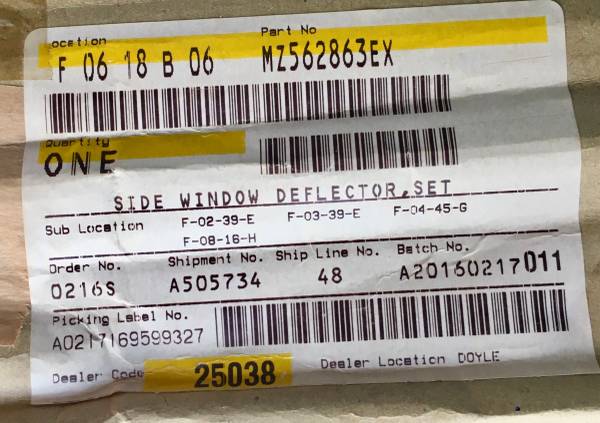 Location Part No
F 06 18 B 06 MZ562863EX
Quantity
ONE
SIDE WINDOW DEFLECTOR,SET
Sub Location F-02-39-E F-03-39-E F-04-45-G
F-08-16-H
Order No. Shipment No. Ship Line No. Batch No.
0216S A505734 48 A20160217011
Picking Label No.
A0217169599327
Dealer Code 25038 Dealer Location DOYLE